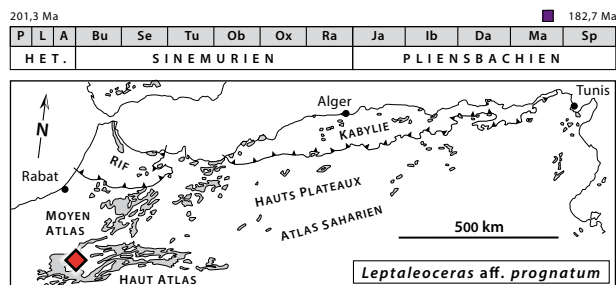 201,3 Ma 182,7 Ma
P L A Bu Se Tu Ob Ox Ra Ja Ib Da Ma Sp
HET. SINEMURIEN PLIENSBACHIEN
Tunis
Alger
N
KABYLIE
RIF
Rabat
HAUTS PLATEAUX
MOYEN
ATLAS
ATLAS SAHARIEN
500 km
HAUT ATLAS
Leptaleoceras aff. prognatum